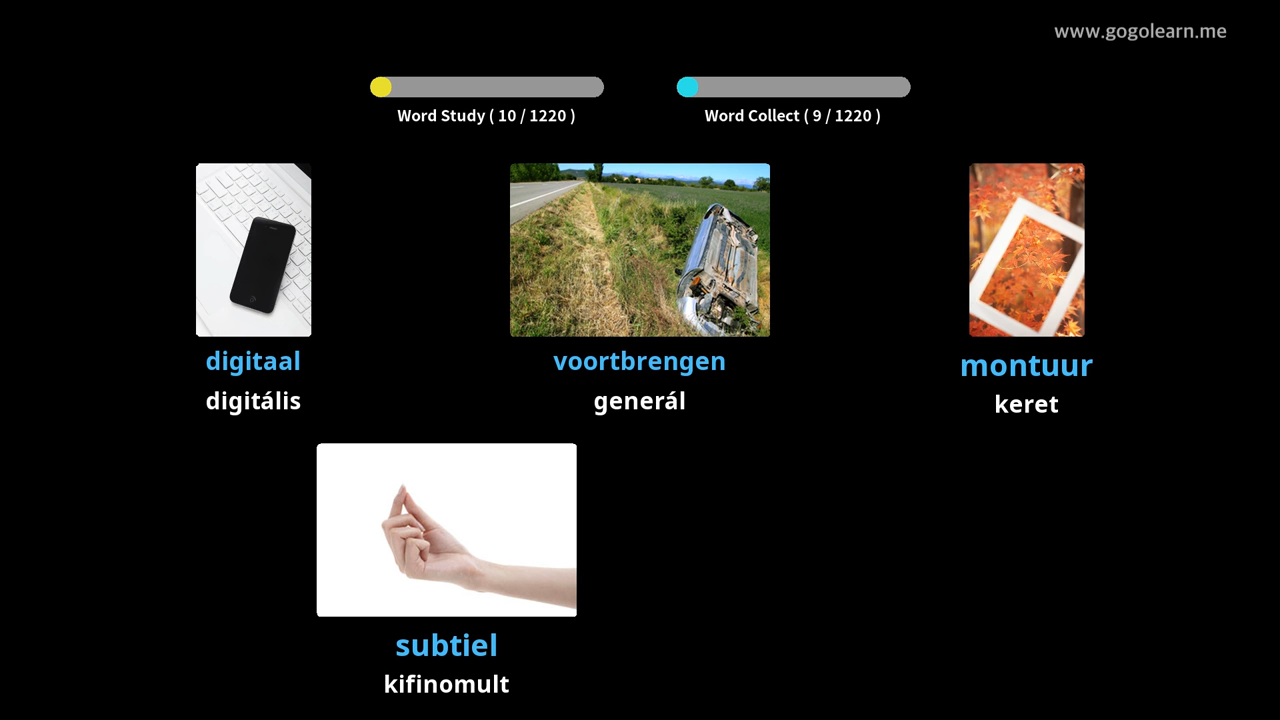 www.gogolearn.me
Word Study ( 10 / 1220 )
Word Collect ( 9 / 1220 )
digitaal
digitális
voortbrengen
generál
montuur
keret
subtiel
kifinomult